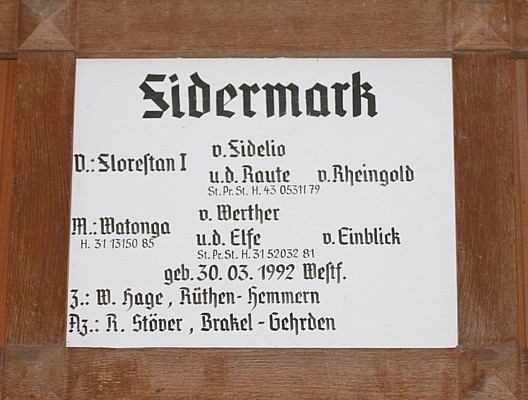 Fidermark
v. Fidelio
V.: Florestan I
u.d. Raute v. Rheingold
St. Pr. St. H. 43 05311 79
v. Werther
M.: Watonga
H. 31 13150 85
u.d. Elfe v. Einblick
St. Pr. St. H. 31 52032 81
geb. 30. 03. 1992 Westf.
Z.: W. Hage, Rüthen-Hemmern
Az.: R. Stöver, Brakel-Gehrden